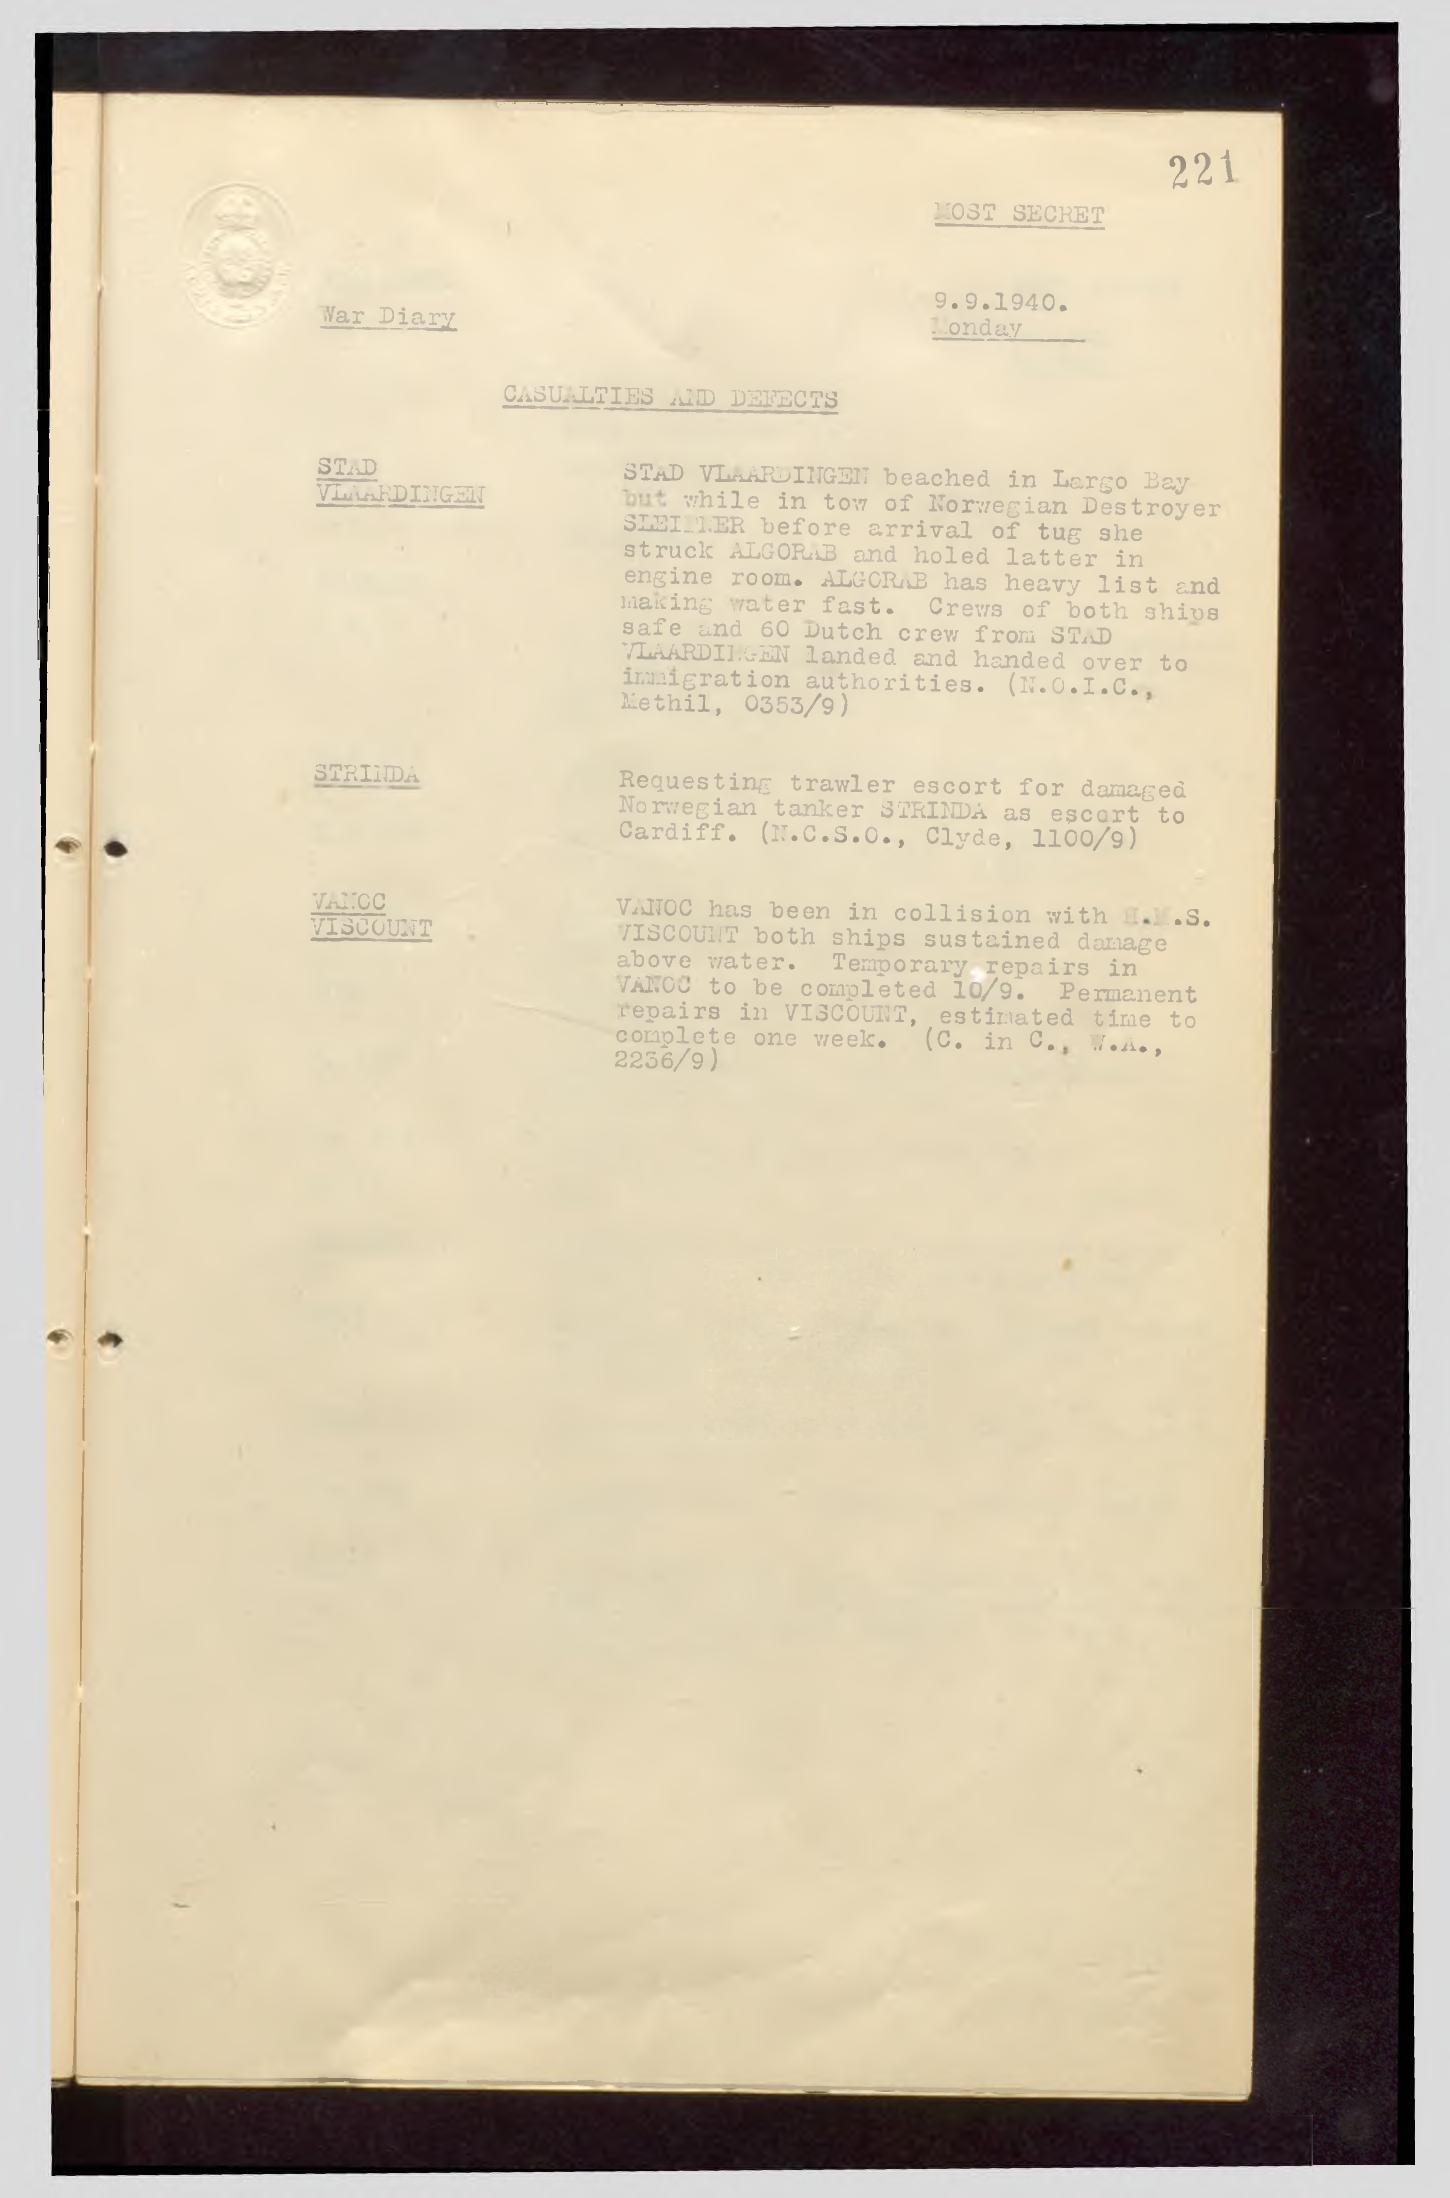 221
MOST SECRET
9.9.1940.
War Diary
Monday
CASUALTIES AND DEFECTS
STAD
VLAARDINGEN
STAD VLAARDINGEN beached in Largo Bay
but while in tow of Norwegian Destroyer
SLEIPNER before arrival of tug she
struck ALGORAB and holed latter in
engine room. ALGORAB has heavy list and
making water fast. Crews of both ships
safe and 60 Dutch crew from STAD
VLAARDINGEN landed and handed over to
immigration authorities. (N.O.I.C.,
Methil, 0353/9)
STRINDA
Requesting trawler escort for damaged
Norwegian tanker STRINDA as escort to
Cardiff. (N.C.S.O., Clyde, 1100/9)
VANOC
VISCOUNT
VANOC has been in collision with H.M.S.
VISCOUNT both ships sustained damage
above water. Temporary repairs in
VANOC to be completed 10/9. Permanent
repairs in VISCOUNT, estimated time to
complete one week. (C. in C., W.A.,
2236/9)